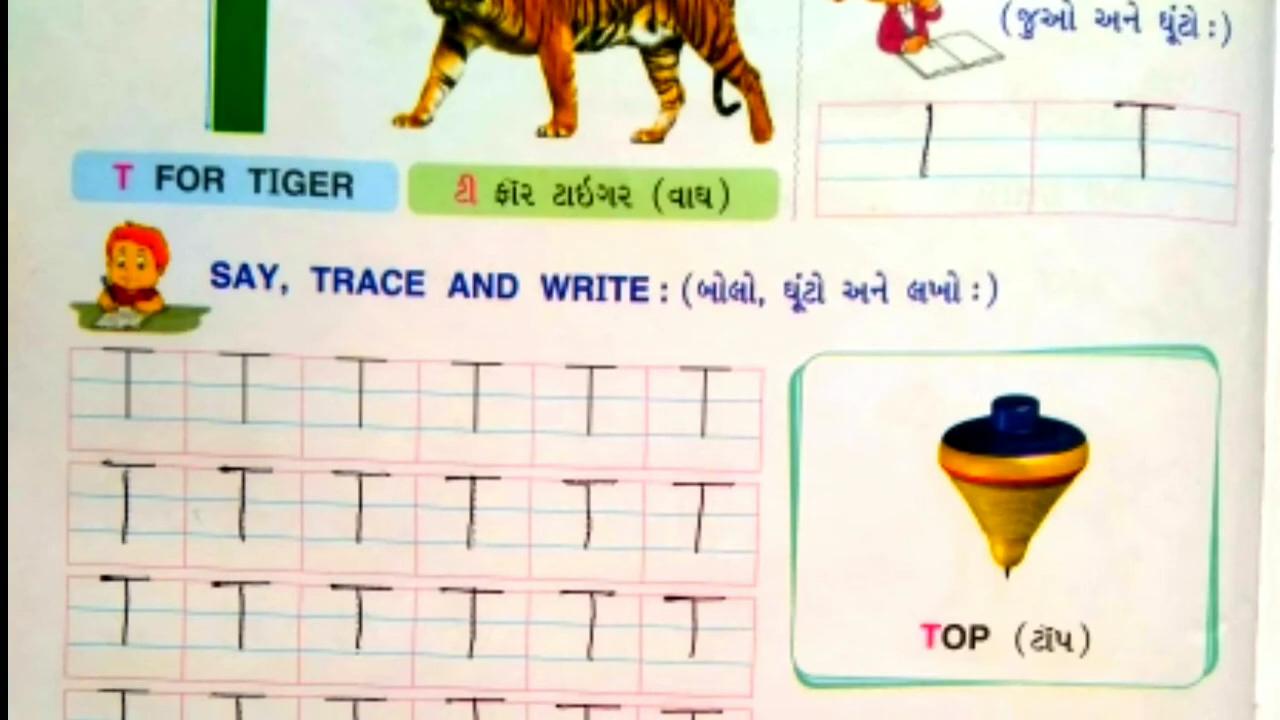 (જુઓ અને ઘૂંટો :)
I T
T FOR TIGER
ટી ફૉર ટાઇગર (વાઘ)
SAY, TRACE AND WRITE : (બોલો, ઘૂંટો અને લખો :)
T T T T T T
T T T T T T
T T T T T T
T T T T T T
TOP (ટૉપ)